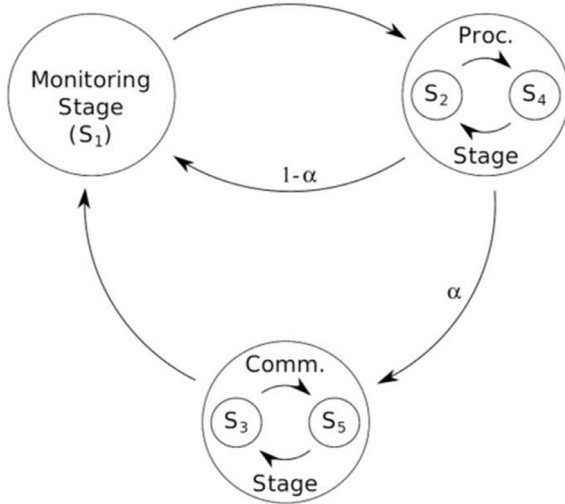 Monitoring
Stage
(S₁)
Proc.
S₂
S₄
Stage
1-α
α
Comm.
S₃
S₅
Stage